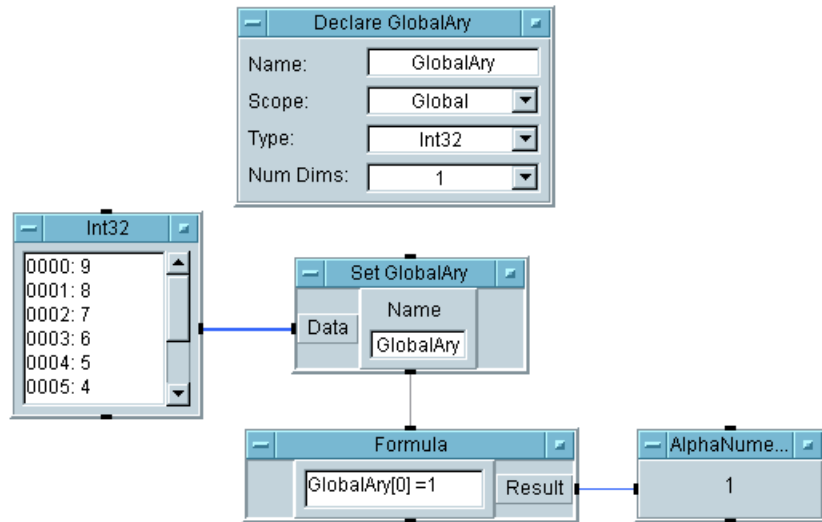 Declare GlobalAry
Name: GlobalAry
Scope: Global
Type: Int32
Num Dims: 1
Int32
0000: 9
0001: 8
0002: 7
0003: 6
0004: 5
0005: 4
Set GlobalAry
Data
Name
GlobalAry
Formula
GlobalAry[0] =1
Result
AlphaNume...
1